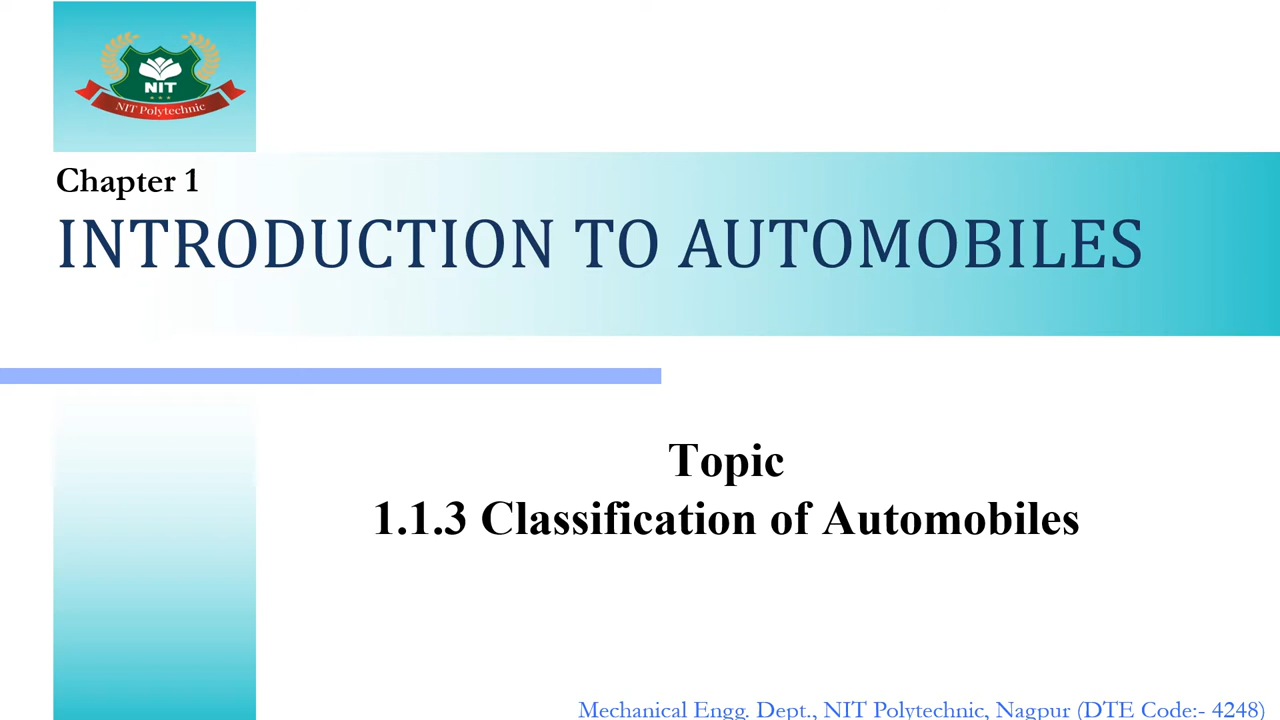 NIT
NIT Polytechnic
Chapter 1
INTRODUCTION TO AUTOMOBILES
Topic
1.1.3 Classification of Automobiles
Mechanical Engg. Dept., NIT Polytechnic, Nagpur (DTE Code:- 4248)